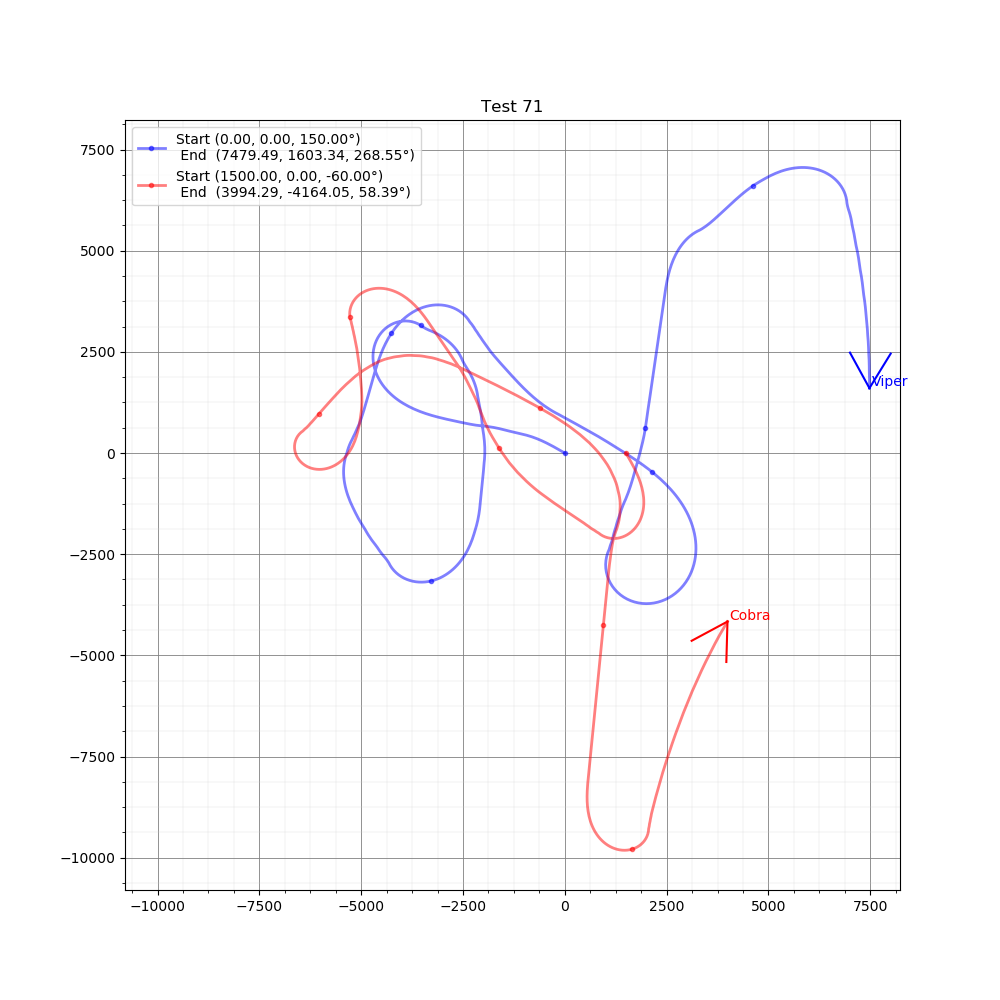 Test 71
Start (0.00, 0.00, 150.00°)
End (7479.49, 1603.34, 268.55°)
Start (1500.00, 0.00, -60.00°)
End (3994.29, -4164.05, 58.39°)
7500
5000
2500
0
−2500
−5000
−7500
−10000
Viper
Cobra
−10000 −7500 −5000 −2500 0 2500 5000 7500